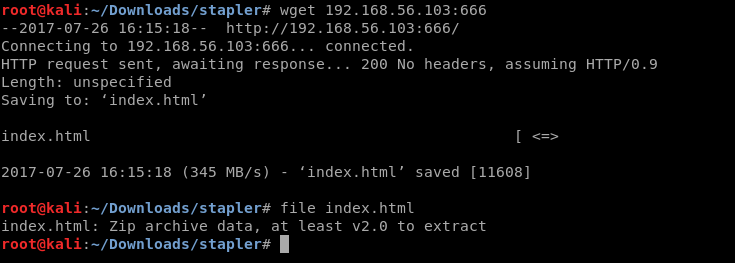 root@kali:~/Downloads/stapler# wget 192.168.56.103:666
--2017-07-26 16:15:18--  http://192.168.56.103:666/
Connecting to 192.168.56.103:666... connected.
HTTP request sent, awaiting response... 200 No headers, assuming HTTP/0.9
Length: unspecified
Saving to: ‘index.html’
index.html                                               [ <=>
2017-07-26 16:15:18 (345 MB/s) - ‘index.html’ saved [11608]
root@kali:~/Downloads/stapler# file index.html
index.html: Zip archive data, at least v2.0 to extract
root@kali:~/Downloads/stapler#